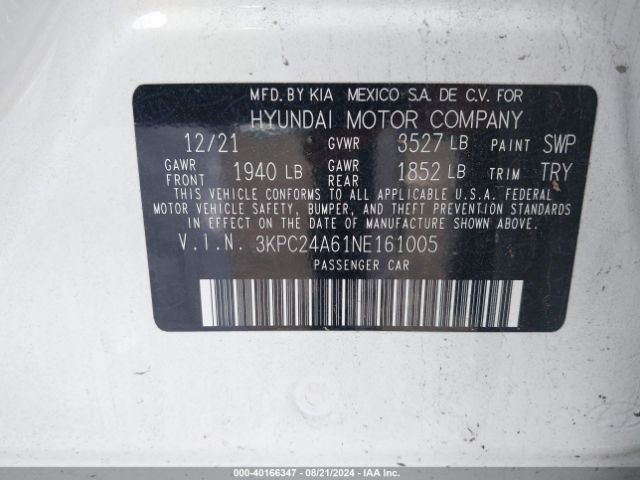 MFD. BY KIA MEXICO S.A. DE C.V. FOR
HYUNDAI MOTOR COMPANY
12/21 GVWR 3527 LB PAINT SWP
GAWR FRONT 1940 LB GAWR REAR 1852 LB TRIM TRY
THIS VEHICLE CONFORMS TO ALL APPLICABLE U.S.A. FEDERAL
MOTOR VEHICLE SAFETY, BUMPER, AND THEFT PREVENTION STANDARDS
IN EFFECT ON THE DATE OF MANUFACTURE SHOWN ABOVE.
V.I.N. 3KPC24A61NE161005
PASSENGER CAR
000-40166347 - 08/21/2024 - IAA Inc.